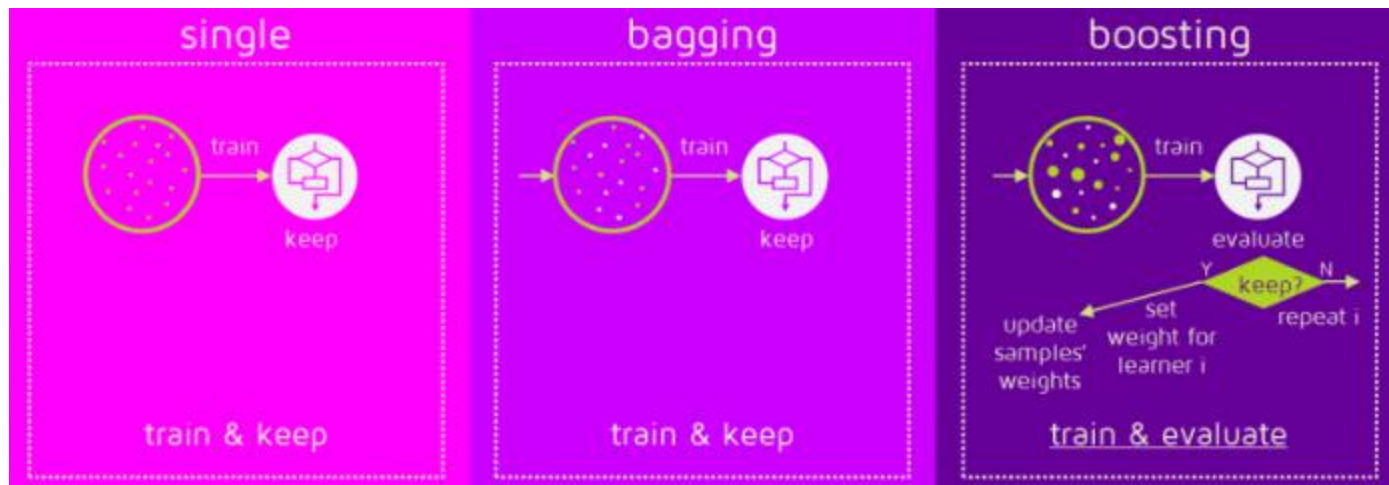 single
train
keep
train & keep
bagging
train
keep
train & keep
boosting
train
evaluate
Y
keep?
N
repeat i
set
weight for
learner i
update
samples'
weights
train & evaluate